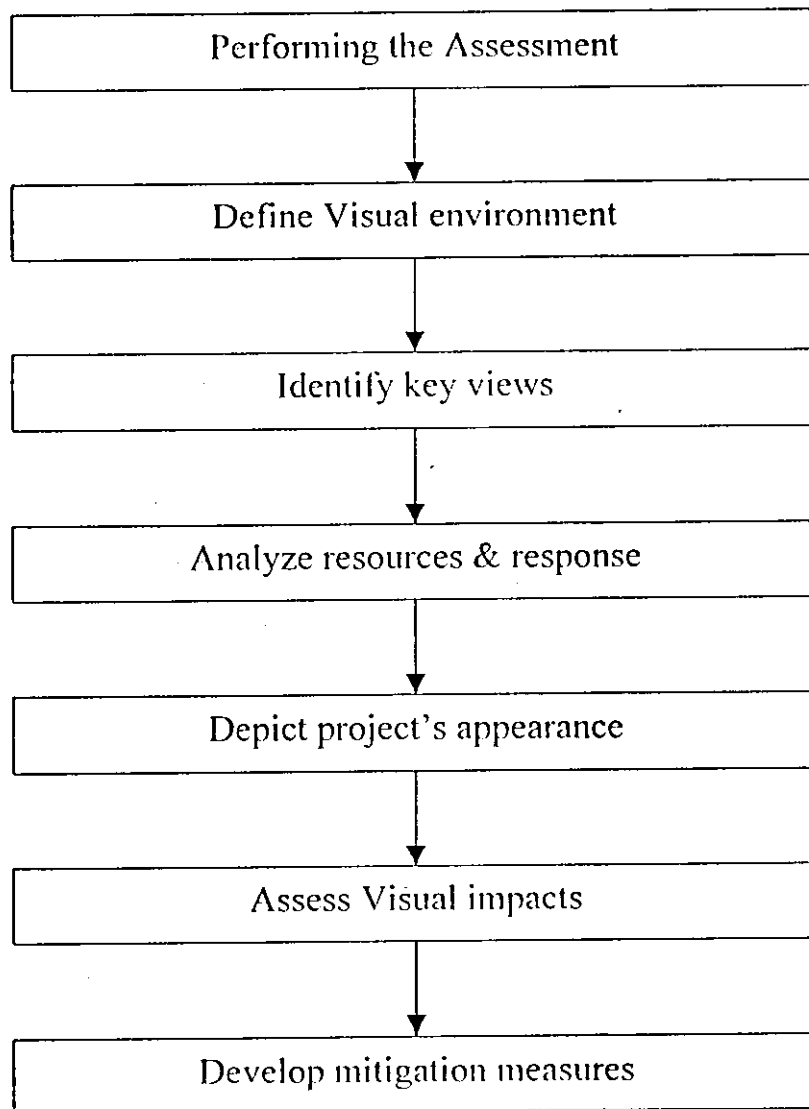 Performing the Assessment
Define Visual environment
Identify key views
Analyze resources & response
Depict project's appearance
Assess Visual impacts
Develop mitigation measures